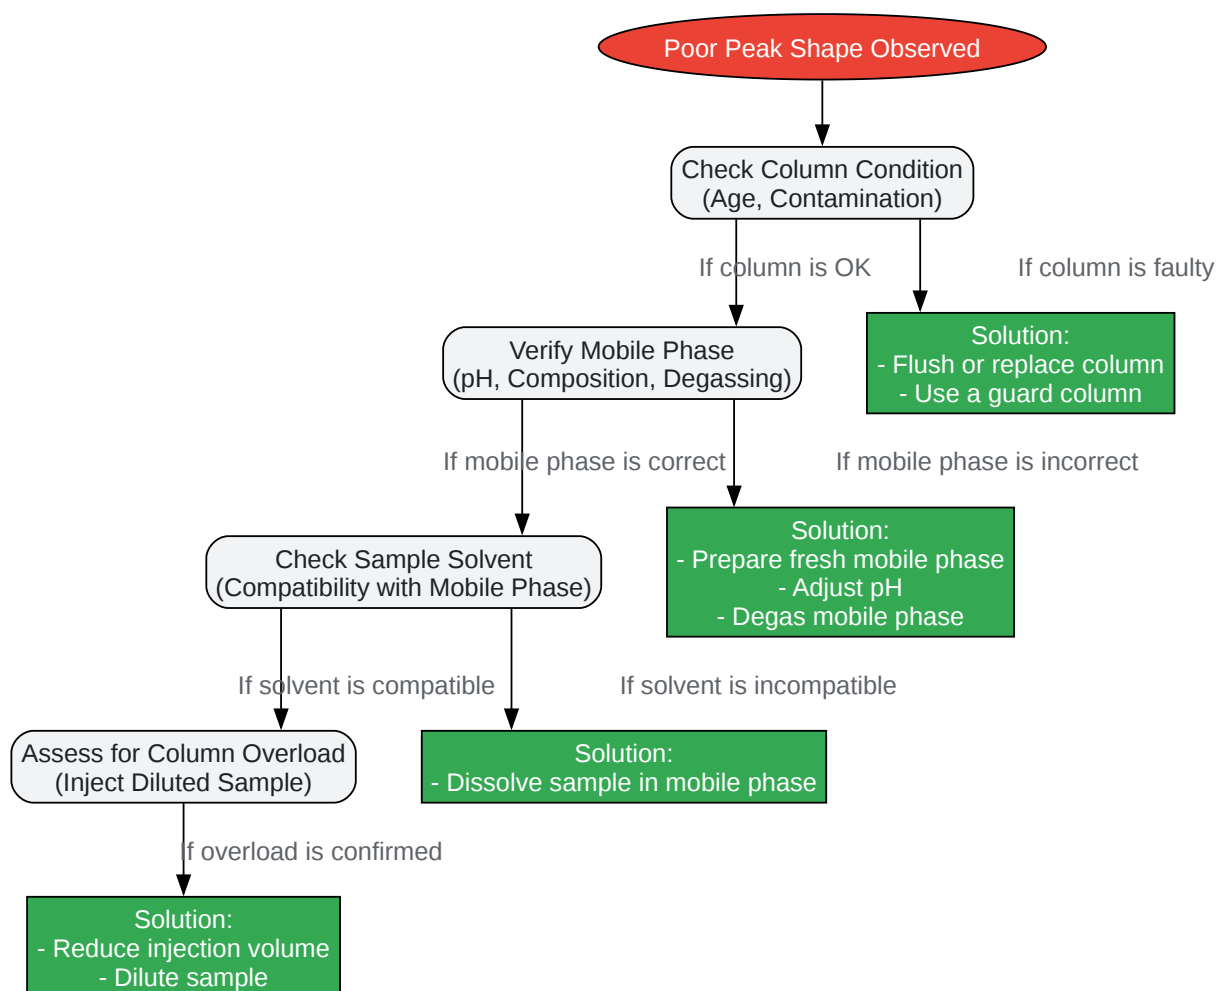 Poor Peak Shape Observed
Check Column Condition
(Age, Contamination)
If column is OK
If column is faulty
Verify Mobile Phase
(pH, Composition, Degassing)
Solution:
- Flush or replace column
- Use a guard column
If mobile phase is correct
If mobile phase is incorrect
Check Sample Solvent
(Compatibility with Mobile Phase)
Solution:
- Prepare fresh mobile phase
- Adjust pH
- Degas mobile phase
If solvent is compatible
If solvent is incompatible
Assess for Column Overload
(Inject Diluted Sample)
Solution:
- Dissolve sample in mobile phase
If overload is confirmed
Solution:
- Reduce injection volume
- Dilute sample